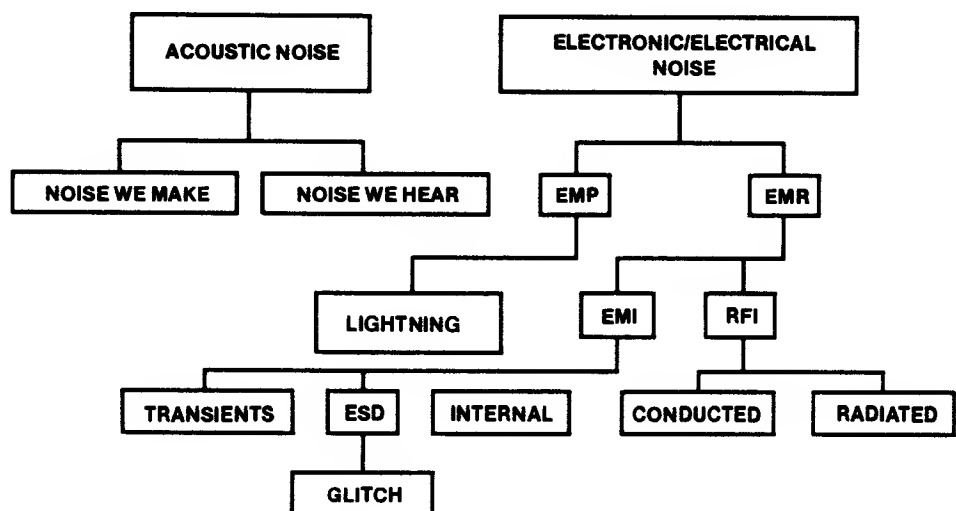 ACOUSTIC NOISE
ELECTRONIC/ELECTRICAL
NOISE
NOISE WE MAKE
NOISE WE HEAR
EMP
EMR
LIGHTNING
EMI
RFI
TRANSIENTS
ESD
INTERNAL
CONDUCTED
RADIATED
GLITCH